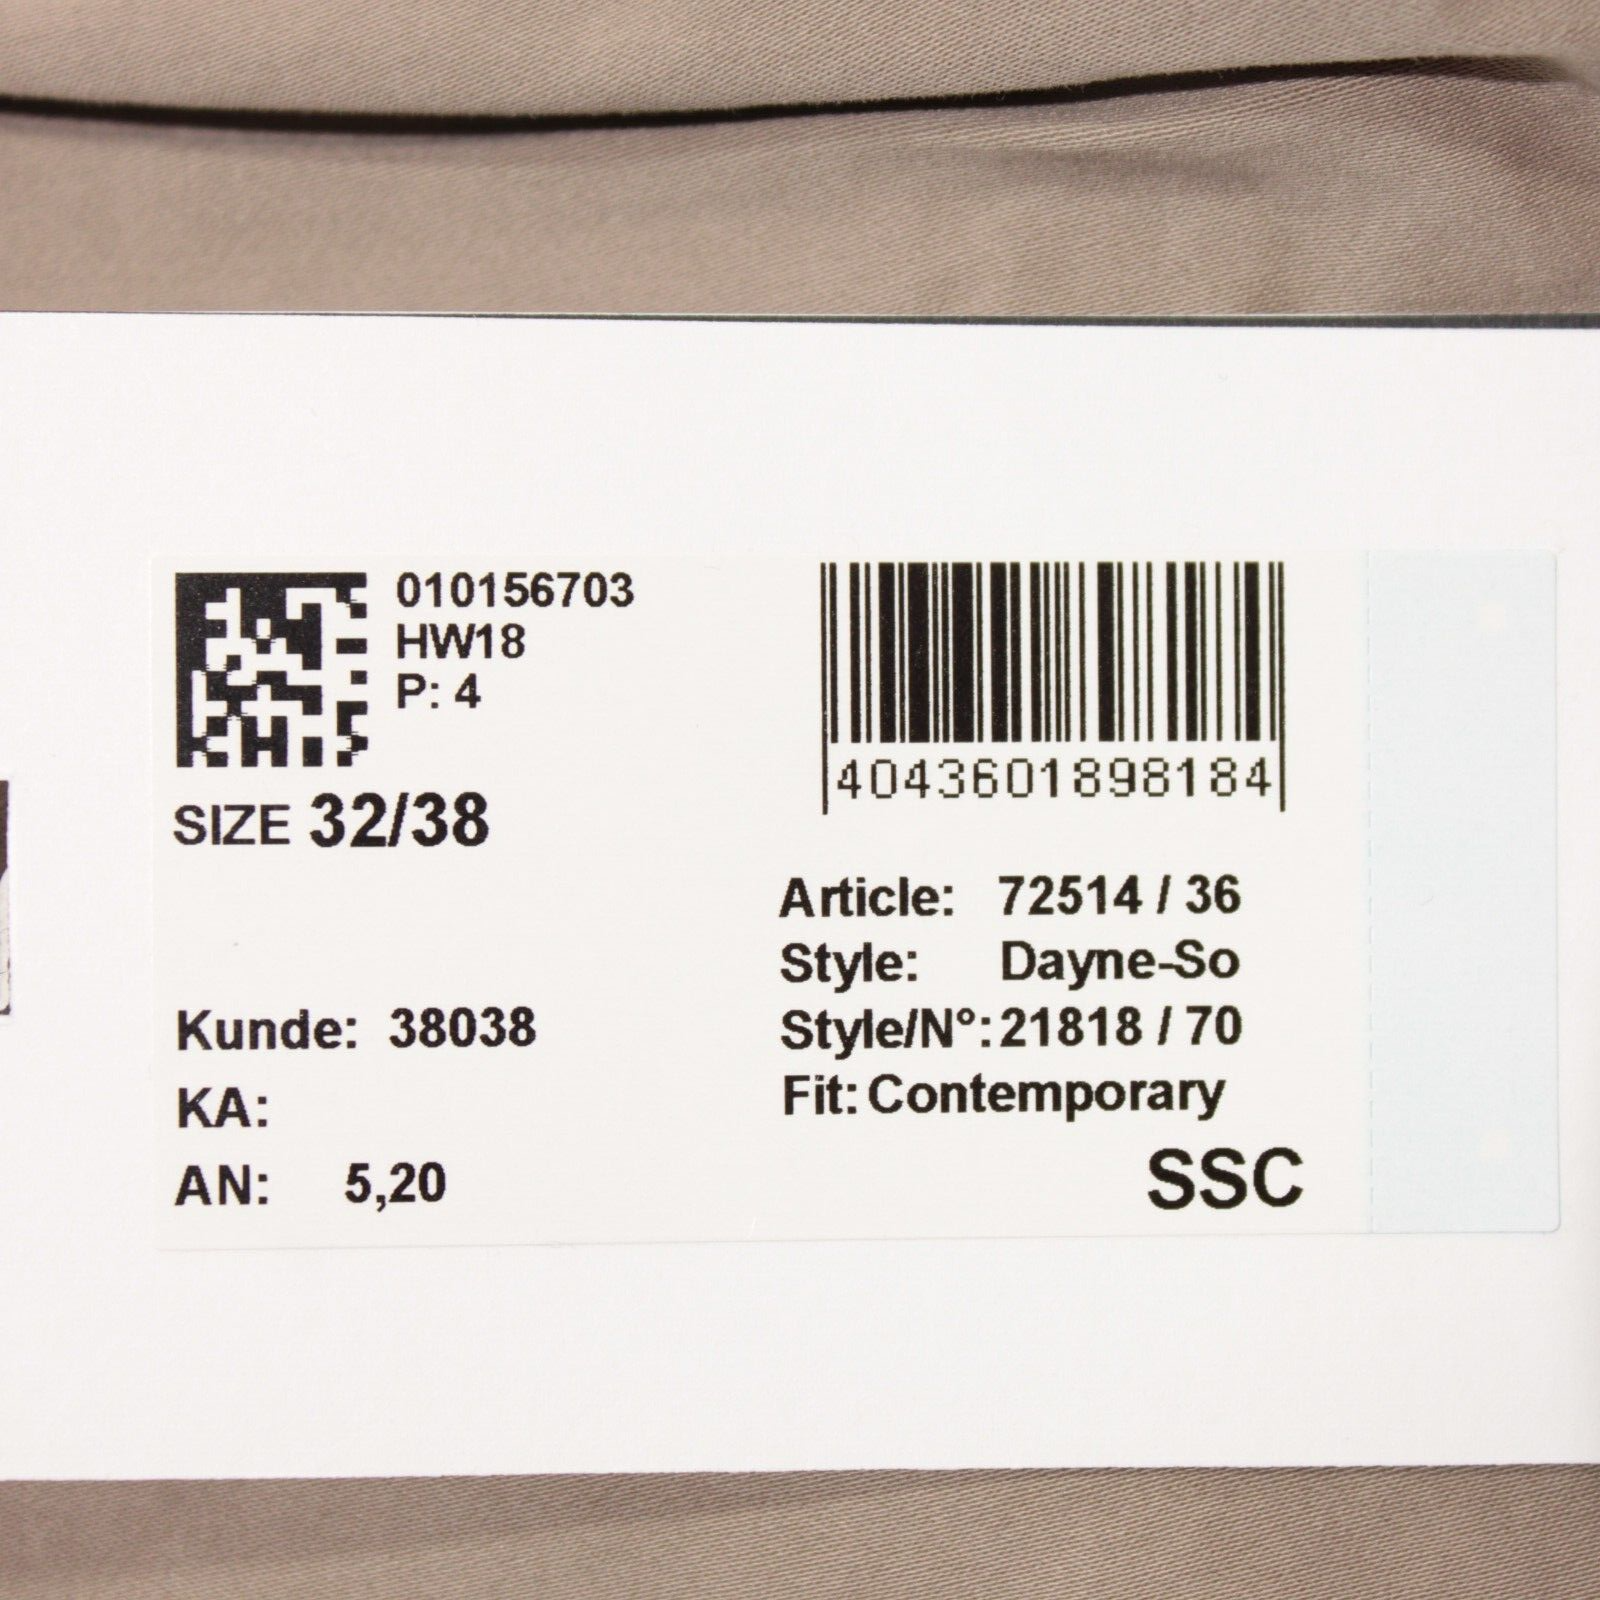 010156703
HW18
P: 4
SIZE 32/38
4043601898184
Article: 72514 / 36
Style: Dayne-So
Style/N°: 21818 / 70
Fit: Contemporary
Kunde: 38038
KA:
AN: 5,20
SSC